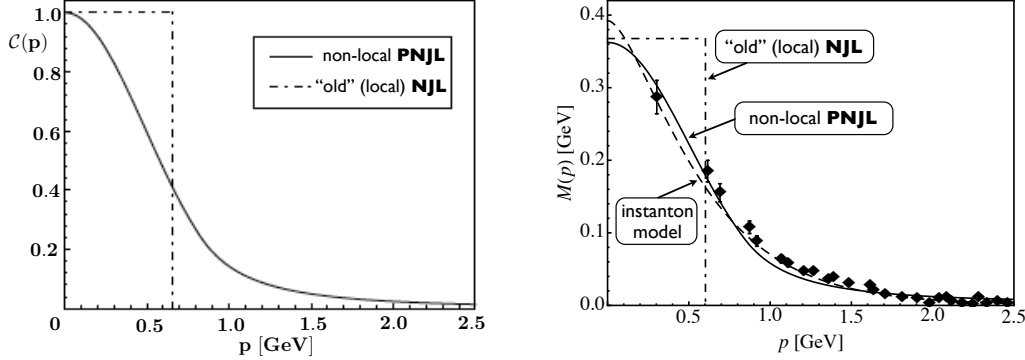 1.0
C(p)
0.8
0.6
0.4
0.2
0
0.5
1.0
1.5
2.0
2.5
p [GeV]
non-local PNJL
"old" (local) NJL
0.4
0.3
0.2
0.1
0.0
M(p) [GeV]
0.0
0.5
1.0
1.5
2.0
2.5
p [GeV]
"old" (local) NJL
non-local PNJL
instanton
model